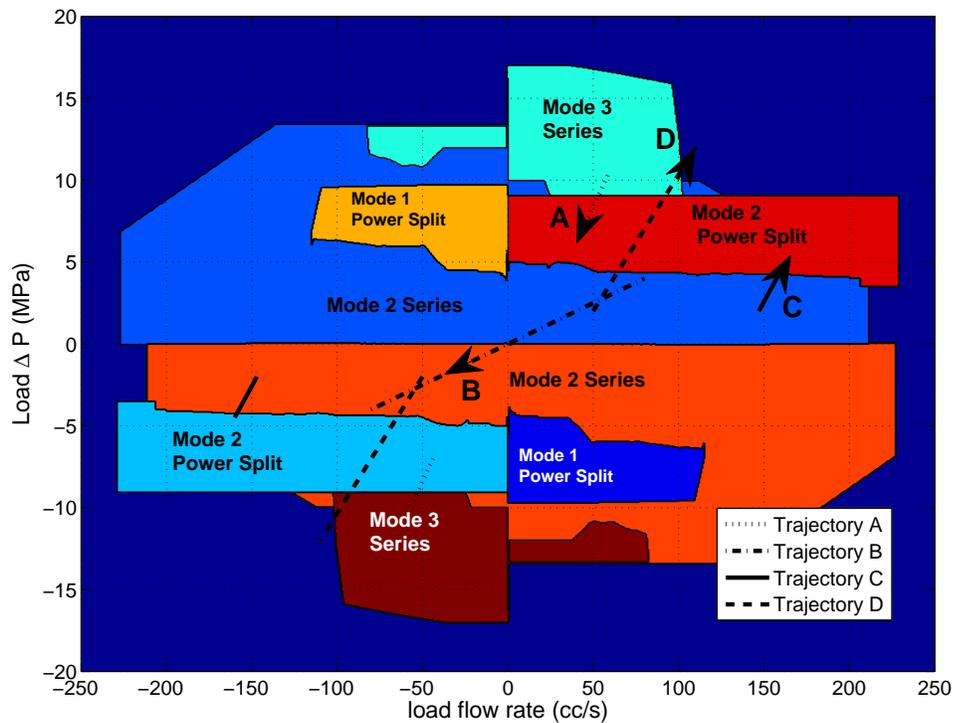 20
15
10
5
0
−5
−10
−15
−20
Load Δ P (MPa)
Mode 3
Series
D
Mode 1
Power Split
A
Mode 2
Power Split
Mode 2 Series
C
B
Mode 2 Series
Mode 2
Power Split
Mode 1
Power Split
Mode 3
Series
Trajectory A
Trajectory B
Trajectory C
Trajectory D
−250 −200 −150 −100 −50 0 50 100 150 200 250
load flow rate (cc/s)